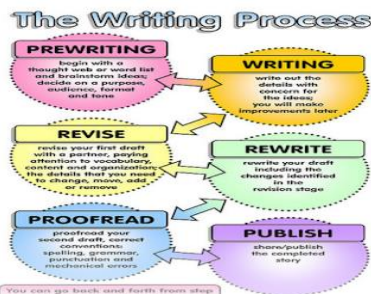 The Writing Process
PREWRITING
begin with a
thought web or word list
and brainstorm ideas;
decide on a purpose,
audience, format
and tone
WRITING
write out the
details with
concern for
the ideas;
you will make
improvements later
REVISE
revise your first draft
with a partner, paying
attention to vocabulary,
content and organization;
the details that you need
to change, move, add
or remove
REWRITE
rewrite your draft
including the
changes identified
in the
revision stage
PROOFREAD
proofread your
second draft, correct
conventions:
spelling, grammar,
punctuation and
mechanical errors
PUBLISH
share/publish
the completed
story
You can go back and forth from step